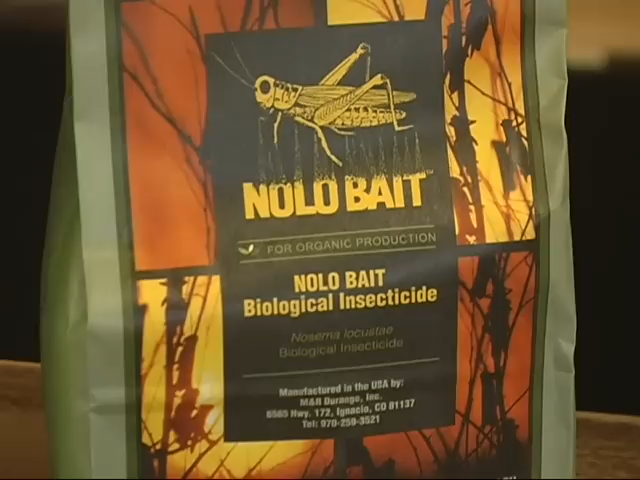 NOLO BAIT™
FOR ORGANIC PRODUCTION
NOLO BAIT
Biological Insecticide
Nosema locustae
Biological Insecticide
Manufactured in the USA by:
M&R Durango, Inc.
6565 Hwy. 172, Ignacio, CO 81137
Tel: 970-259-3521